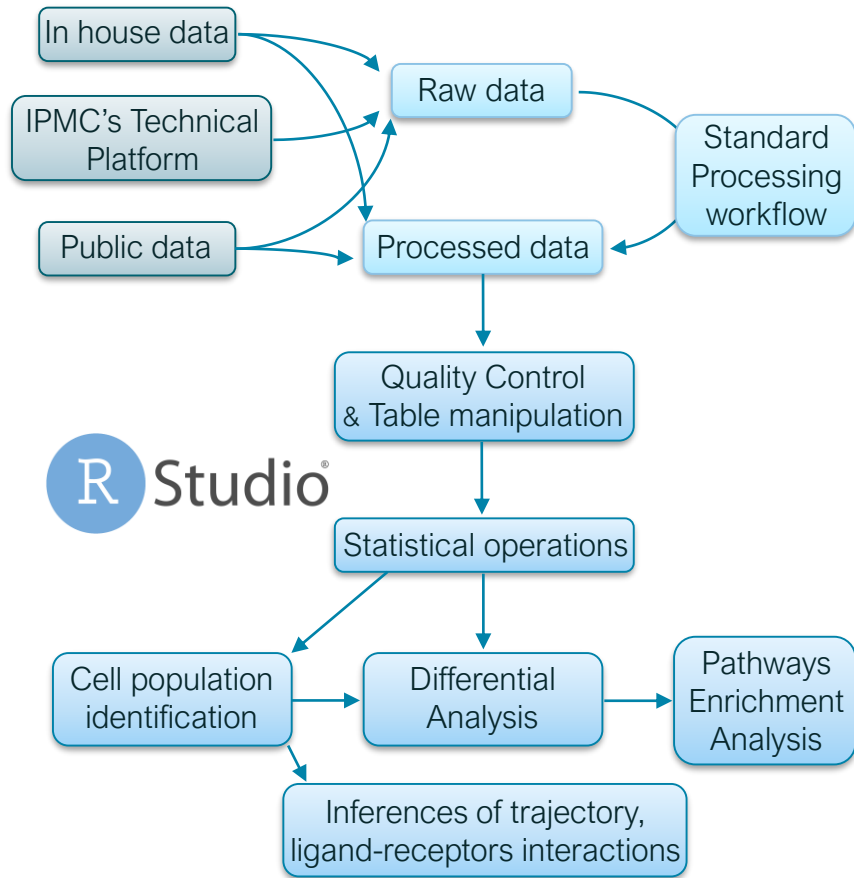 In house data
Raw data
IPMC's Technical
Platform
Standard
Processing
workflow
Public data
Processed data
Quality Control
& Table manipulation
R Studio®
Statistical operations
Cell population
identification
Differential
Analysis
Pathways
Enrichment
Analysis
Inferences of trajectory,
ligand-receptors interactions